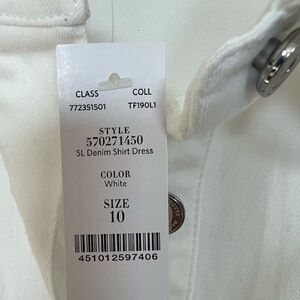 CLASS COLL
772351501 TF190L1
STYLE
570271450
SL Denim Shirt Dress
COLOR
White
SIZE
10
451012597406